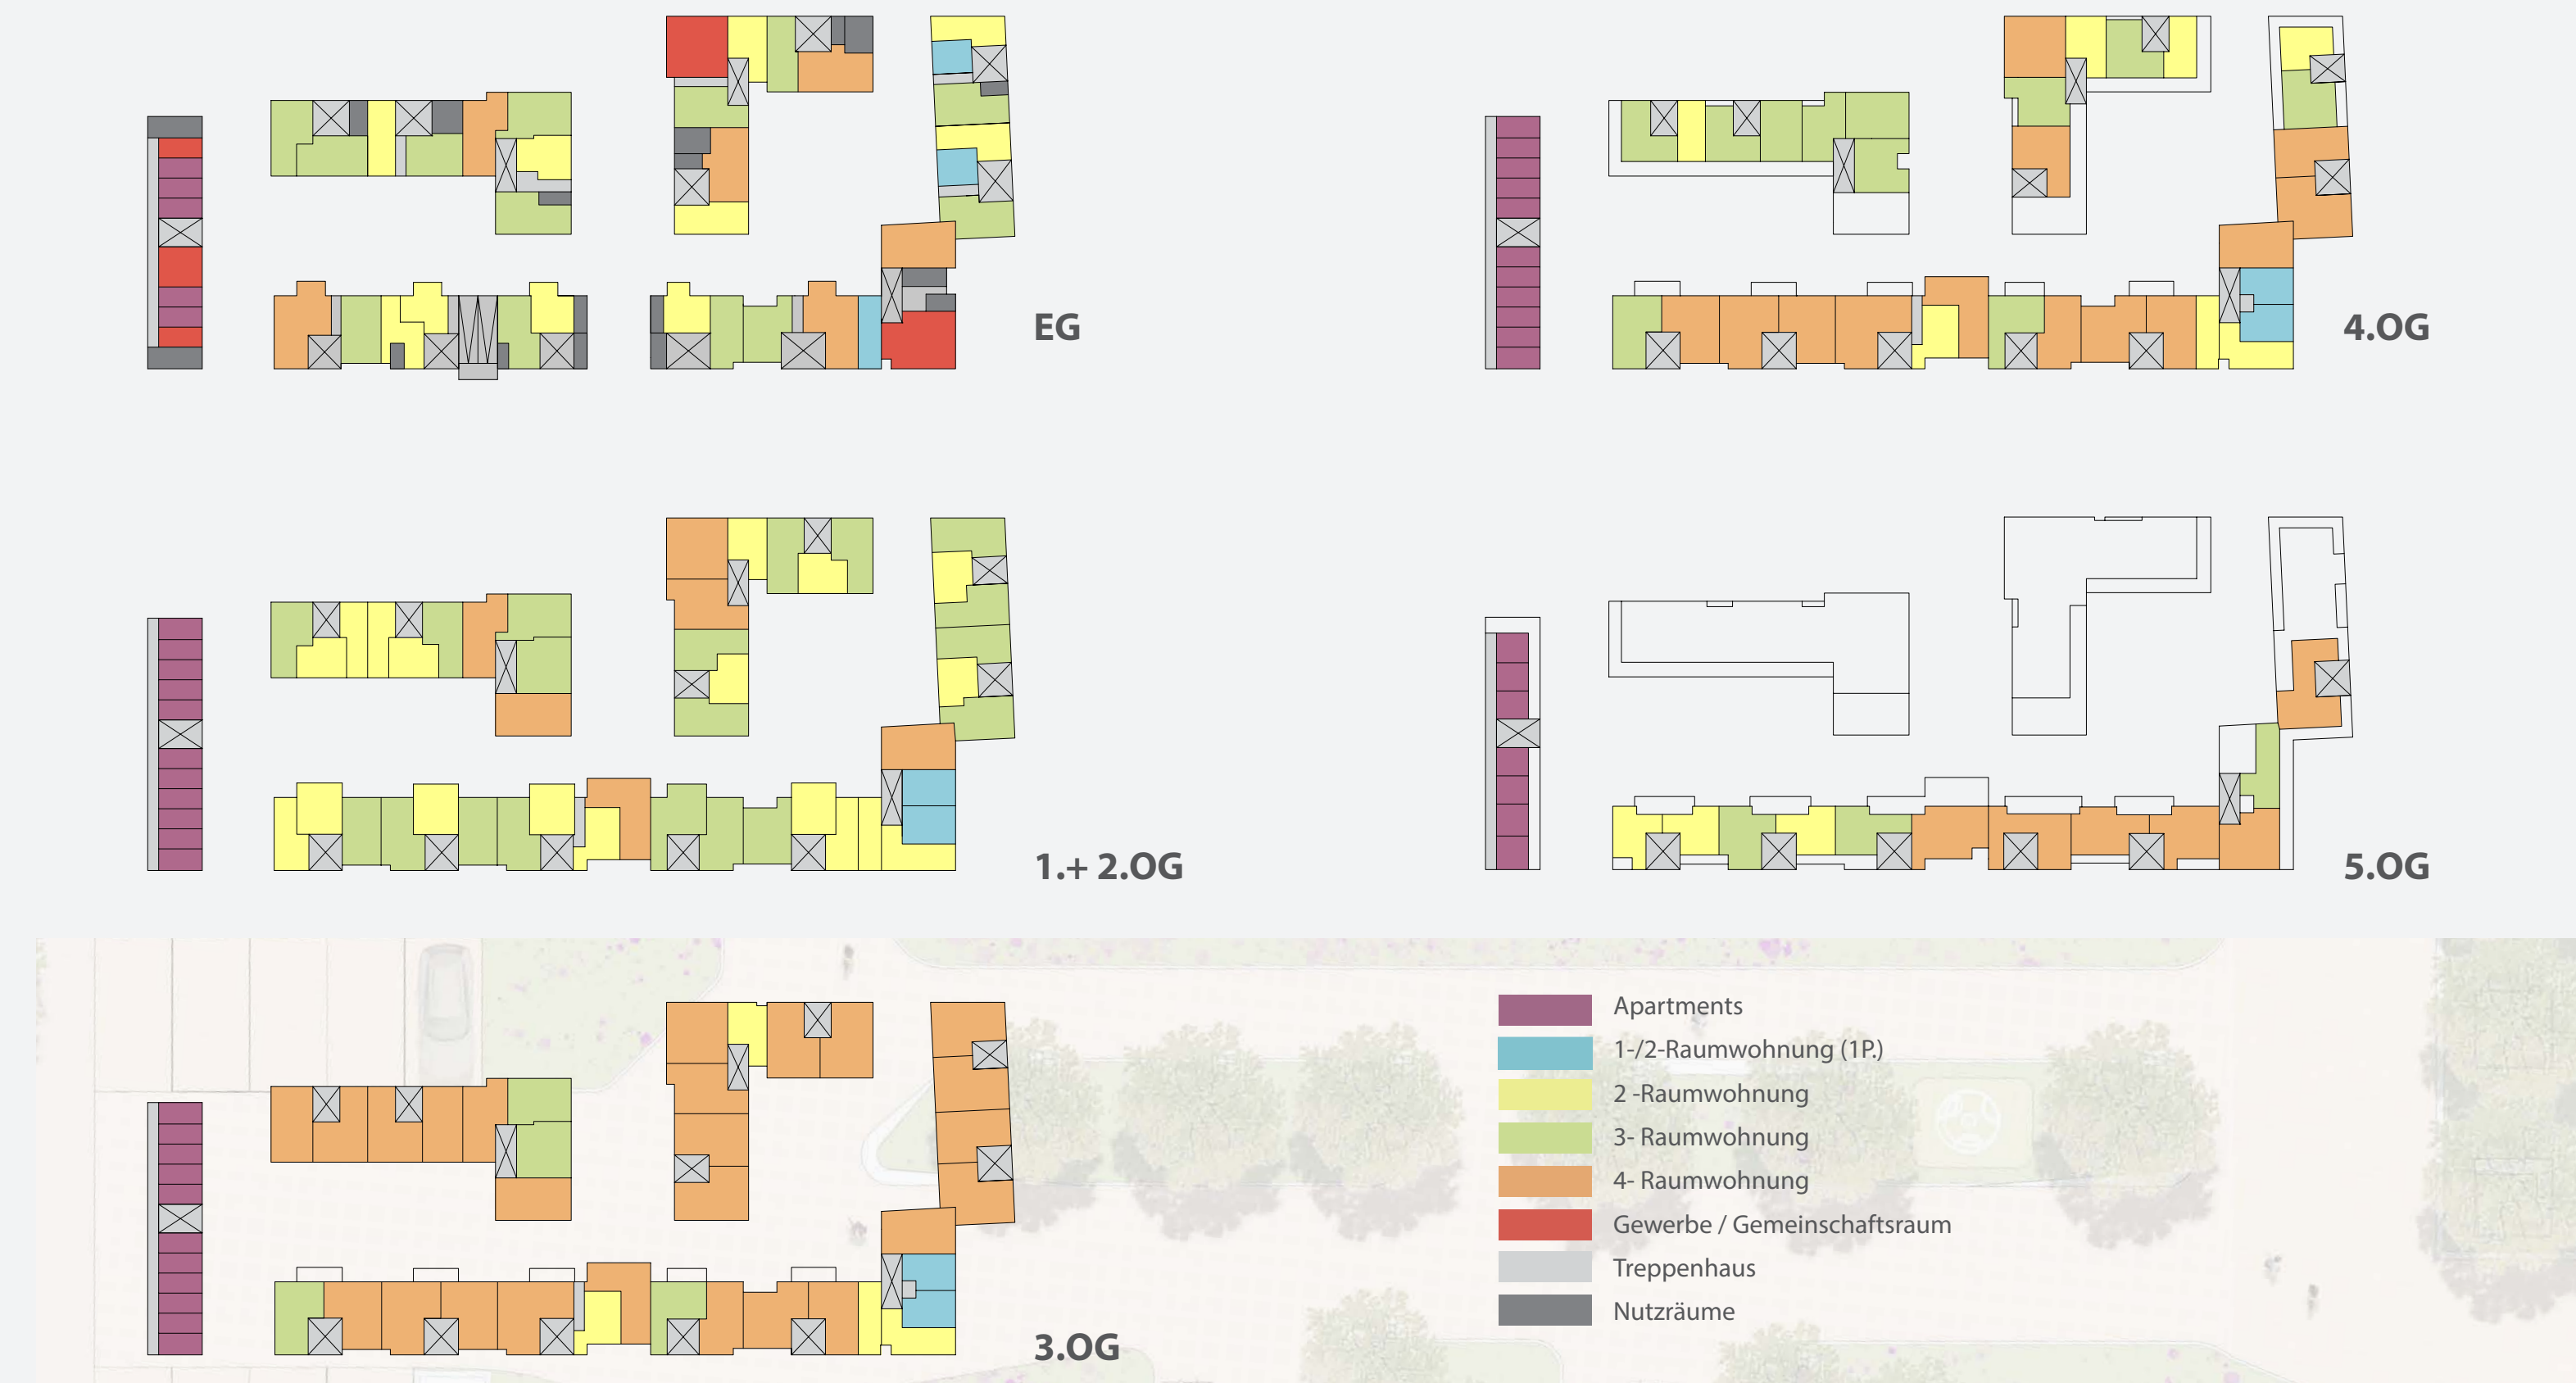 EG
4.OG
1.+ 2.OG
5.OG
3.OG
Apartments
1-/2-Raumwohnung (1P.)
2 -Raumwohnung
3- Raumwohnung
4- Raumwohnung
Gewerbe / Gemeinschaftsraum
Treppenhaus
Nutzräume